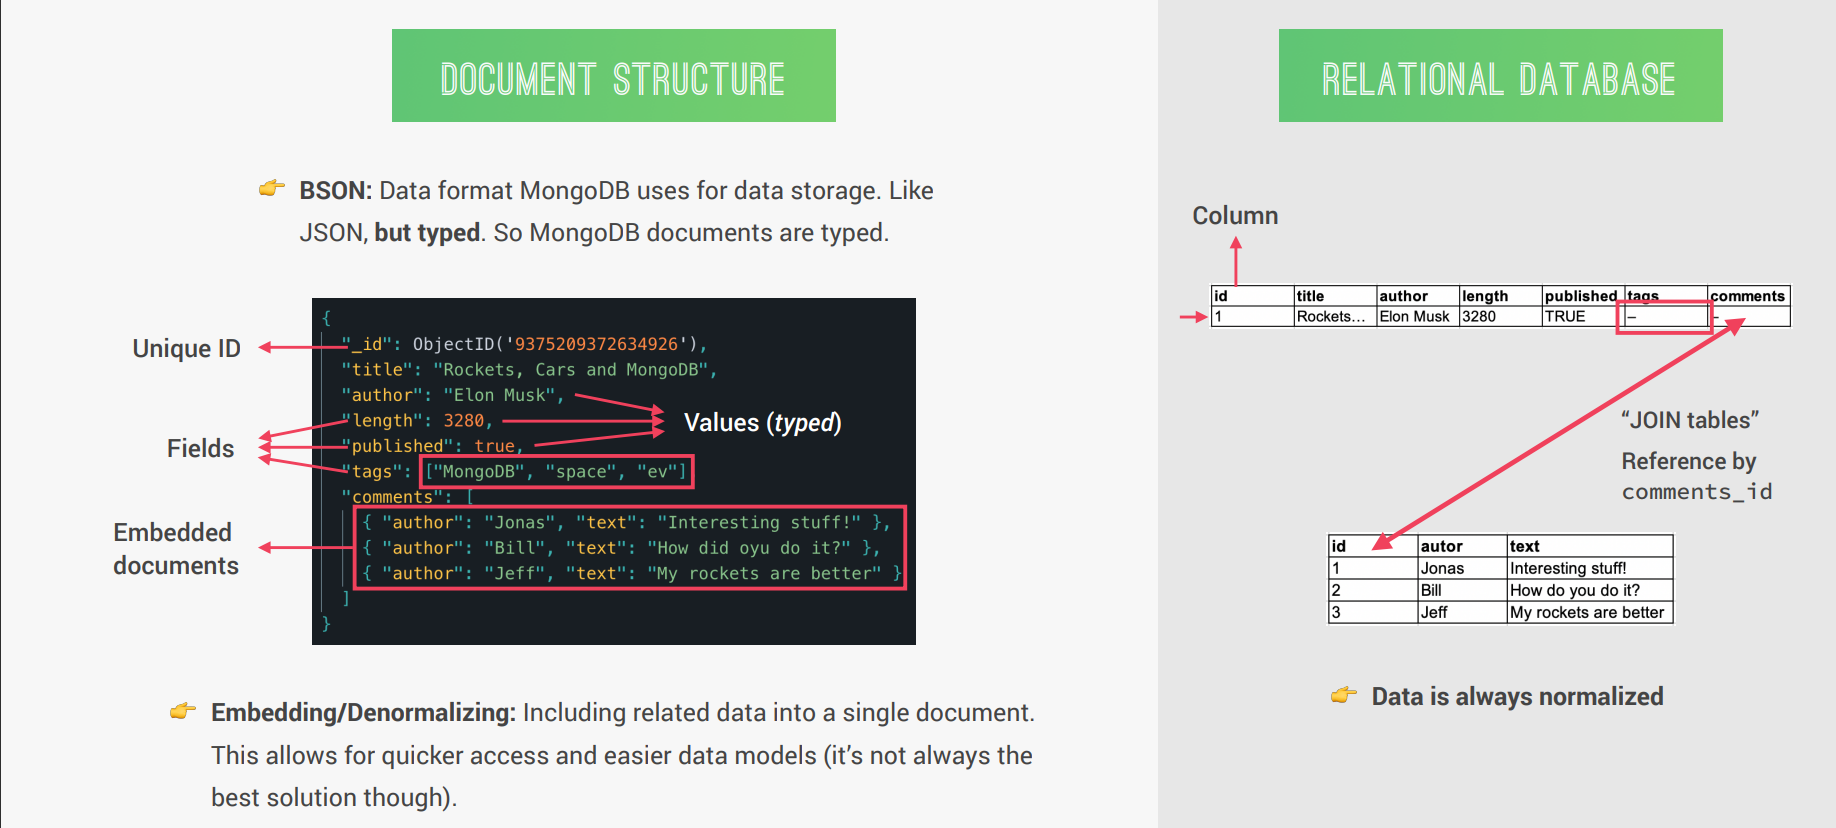 DOCUMENT STRUCTURE
BSON: Data format MongoDB uses for data storage. Like
JSON, but typed. So MongoDB documents are typed.
{
"_id": ObjectID('9375209372634926'),
"title": "Rockets, Cars and MongoDB",
"author": "Elon Musk",
"length": 3280,
"published": true,
"tags": ["MongoDB", "space", "ev"]
"comments": [
{ "author": "Jonas", "text": "Interesting stuff!" },
{ "author": "Bill", "text": "How did oyu do it?" },
{ "author": "Jeff", "text": "My rockets are better" }
]
}
Unique ID
Fields
Embedded
documents
Values (typed)
Embedding/Denormalizing: Including related data into a single document.
This allows for quicker access and easier data models (it’s not always the
best solution though).
RELATIONAL DATABASE
Column
id title author length published tags comments
1 Rockets... Elon Musk 3280 TRUE – –
“JOIN tables”
Reference by
comments_id
id autor text
1 Jonas Interesting stuff!
2 Bill How do you do it?
3 Jeff My rockets are better
Data is always normalized